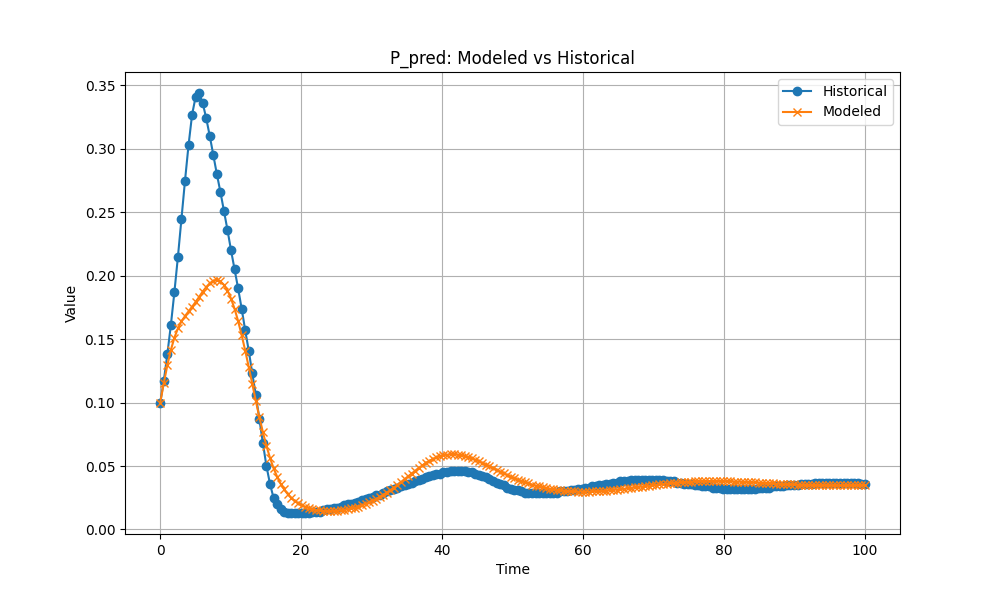 P_pred: Modeled vs Historical
Historical
Modeled
0.35
0.30
0.25
0.20
0.15
0.10
0.05
0.00
Value
0 20 40 60 80 100
Time